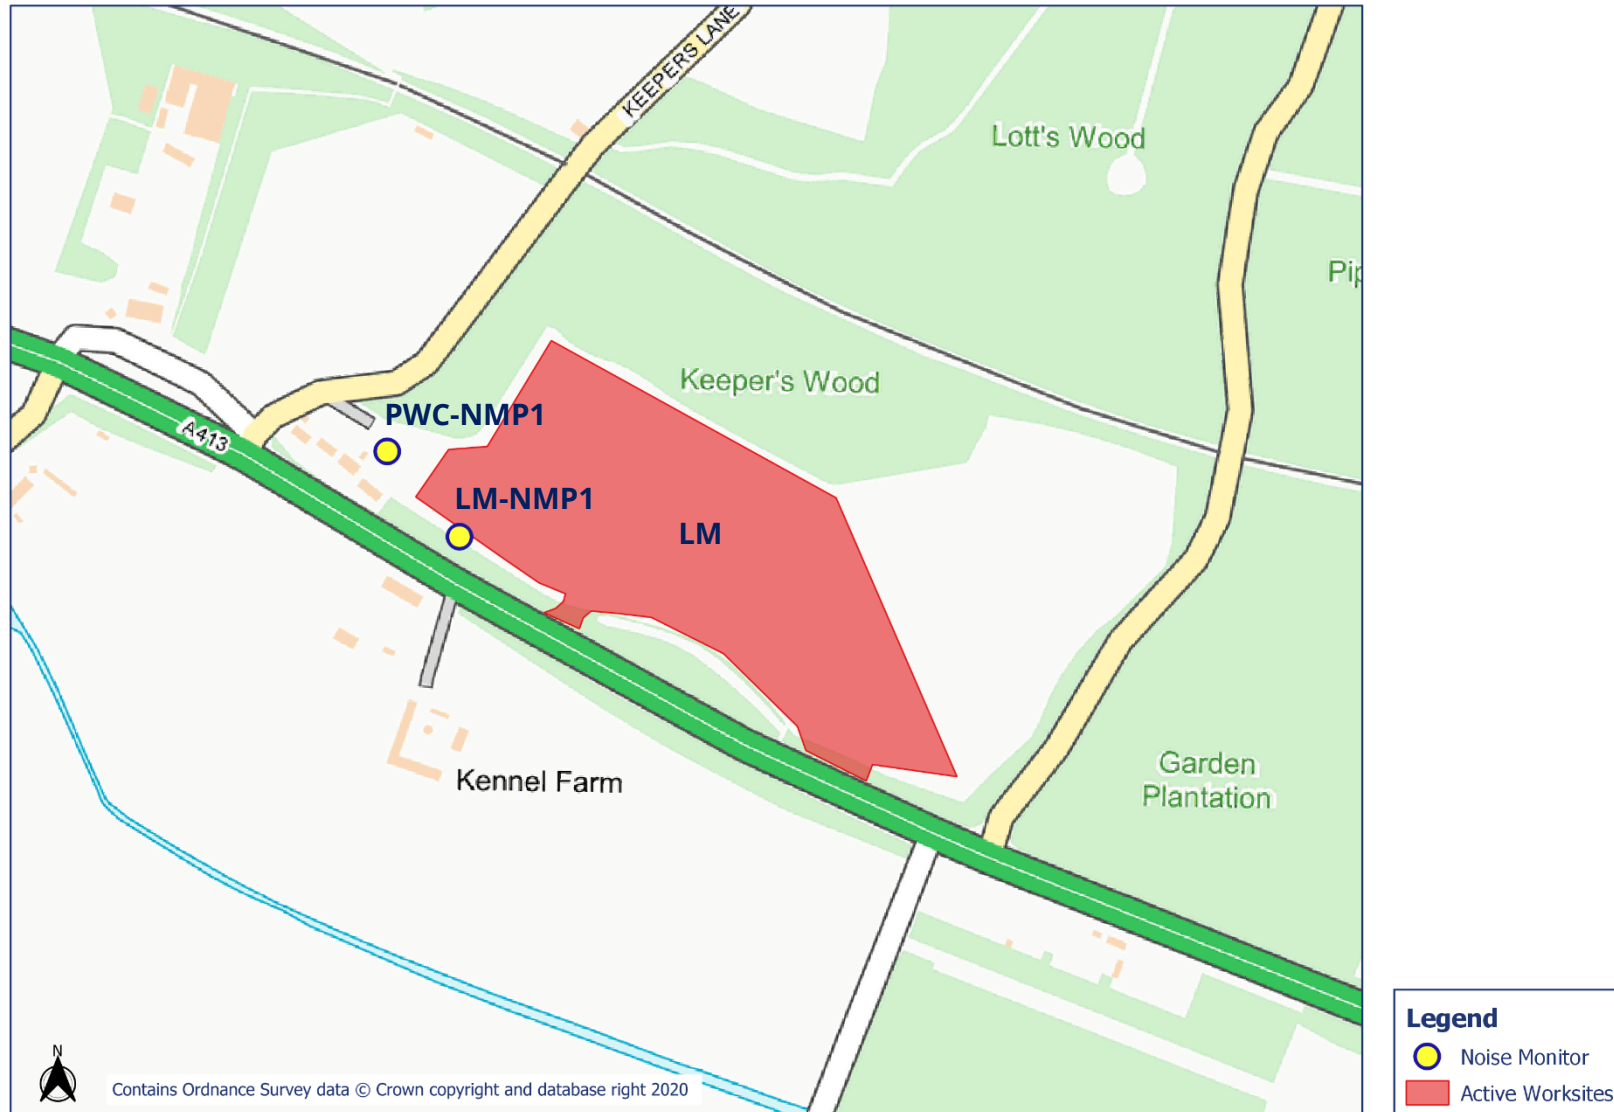 KEEPERS LANE
Lott's Wood
Pip
Keeper's Wood
PWC-NMP1
A413
LM-NMP1
LM
Garden
Plantation
Kennel Farm
Legend
Noise Monitor
Active Worksites
N
Contains Ordnance Survey data © Crown copyright and database right 2020